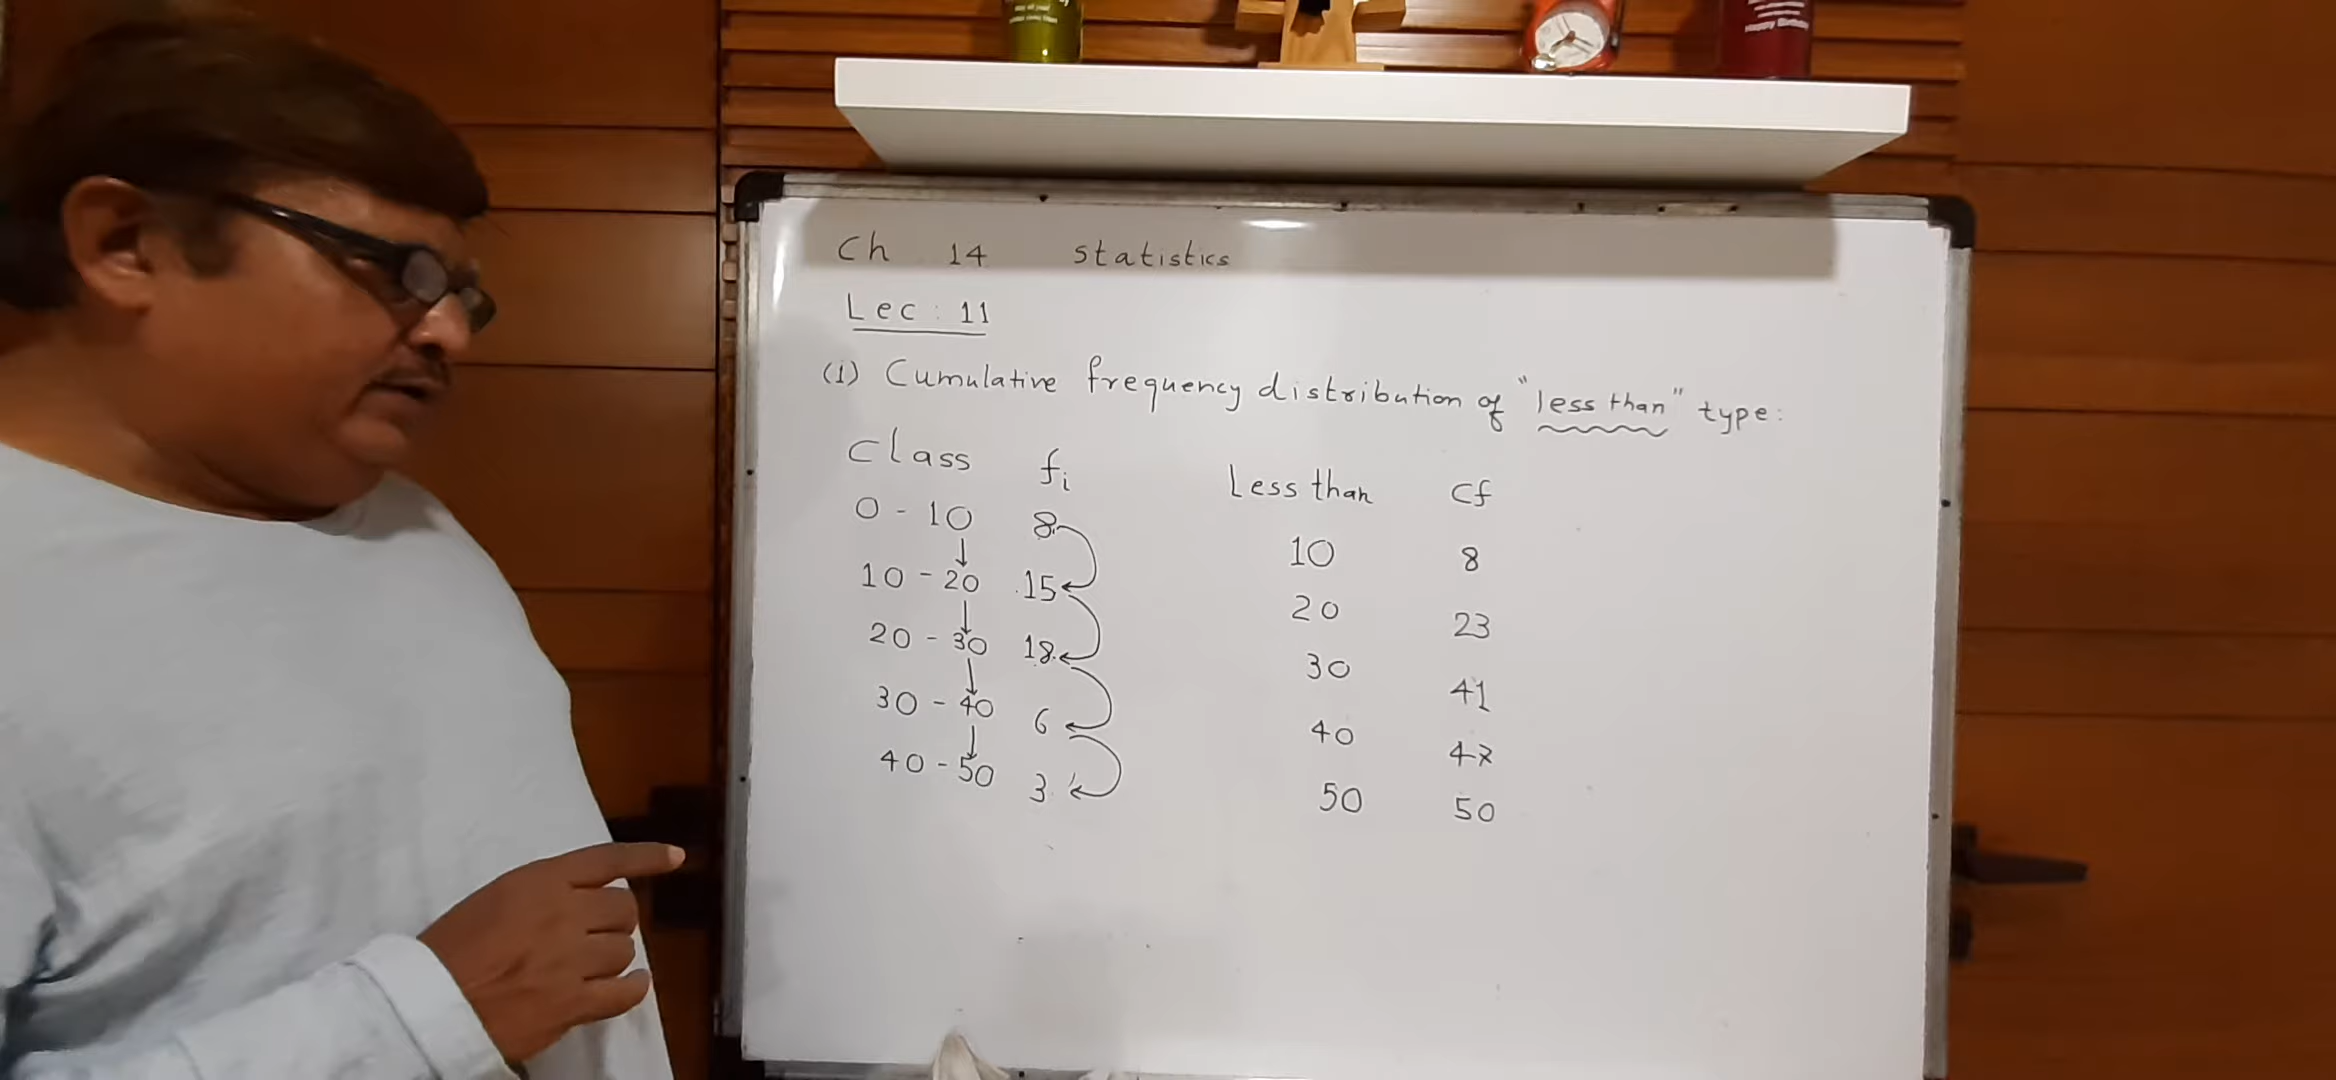 Happy Birthday
Ch 14 statistics
Lec : 11
(1) Cumulative frequency distribution of "less than" type:
Class fi Less than cf
0 - 10 8 10 8
10 - 20 15 20 23
20 - 30 18 30 41
30 - 40 6 40 47
40 - 50 3 50 50